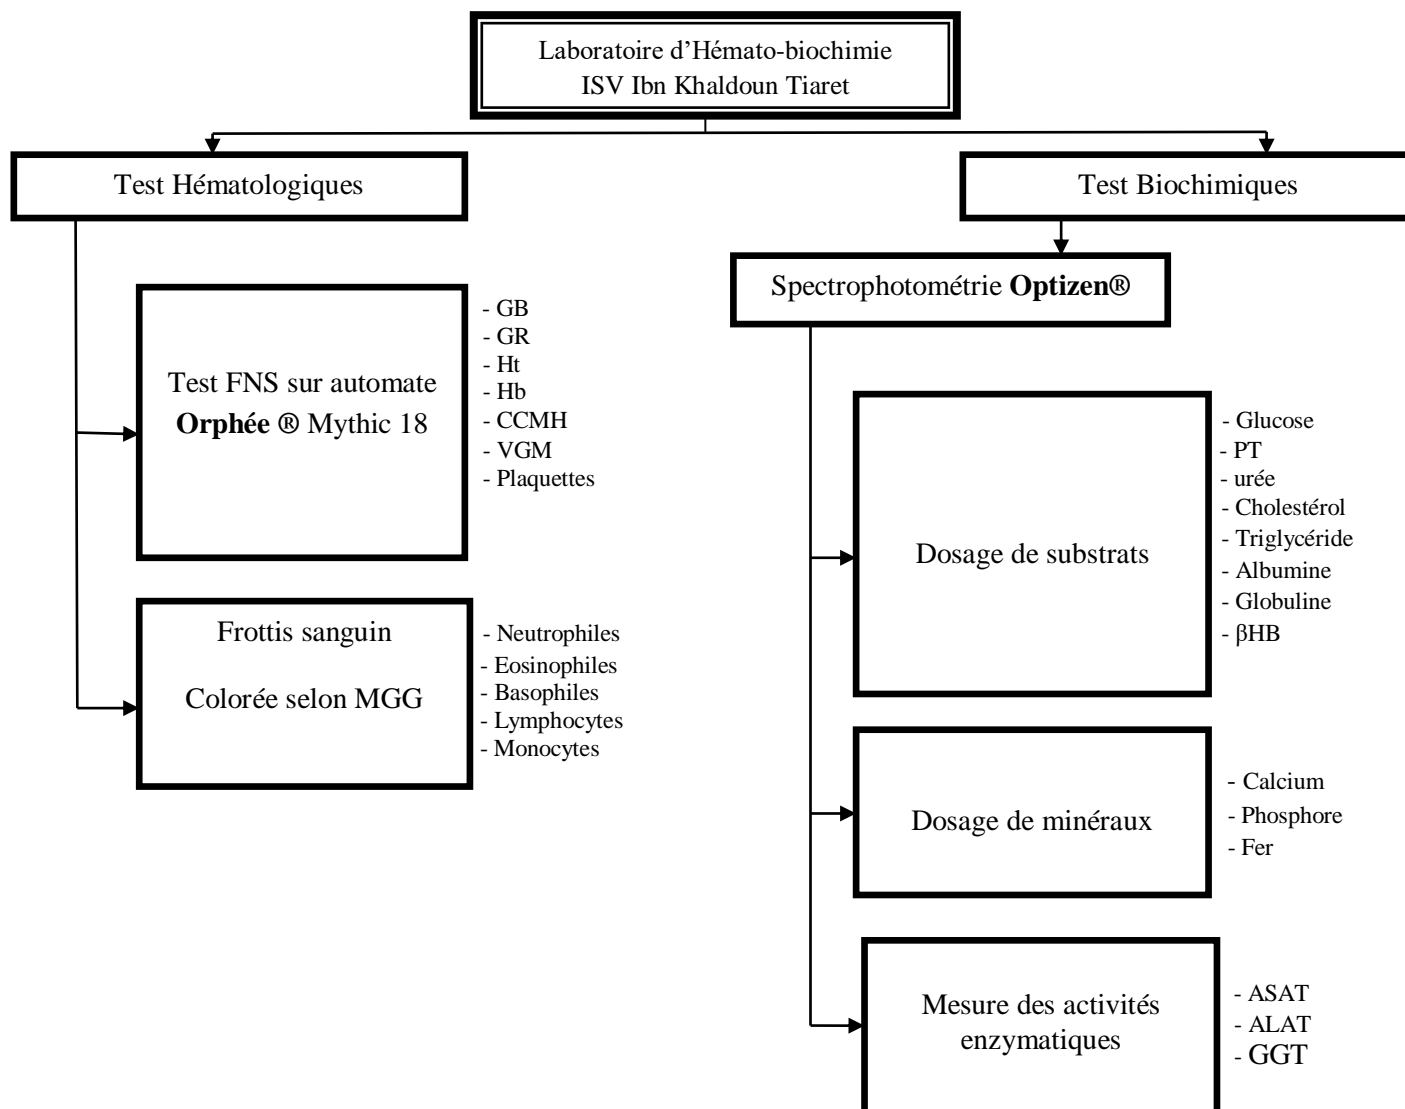 Laboratoire d’Hémato-biochimie
ISV Ibn Khaldoun Tiaret
Test Hématologiques
Test Biochimiques
Spectrophotométrie Optizen®
Test FNS sur automate
Orphée ® Mythic 18
- GB
- GR
- Ht
- Hb
- CCMH
- VGM
- Plaquettes
Frottis sanguin
Colorée selon MGG
- Neutrophiles
- Eosinophiles
- Basophiles
- Lymphocytes
- Monocytes
Dosage de substrats
- Glucose
- PT
- urée
- Cholestérol
- Triglycéride
- Albumine
- Globuline
- βHB
Dosage de minéraux
- Calcium
- Phosphore
- Fer
Mesure des activités
enzymatiques
- ASAT
- ALAT
- GGT